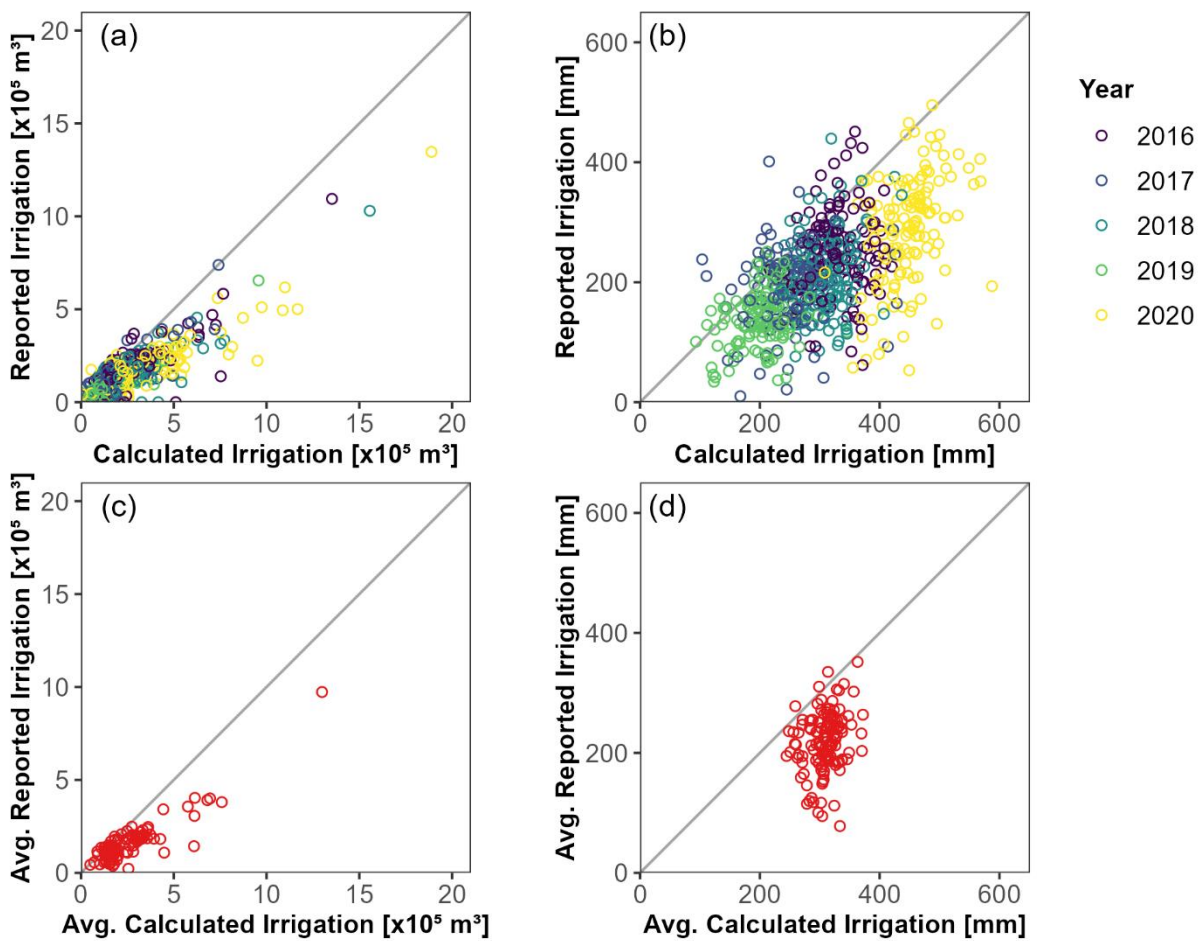 (a)
Reported Irrigation [x10⁵ m³]
20
15
10
5
0
0 5 10 15 20
Calculated Irrigation [x10⁵ m³]
(b)
Reported Irrigation [mm]
600
400
200
0
0 200 400 600
Calculated Irrigation [mm]
Year
2016
2017
2018
2019
2020
(c)
Avg. Reported Irrigation [x10⁵ m³]
20
15
10
5
0
0 5 10 15 20
Avg. Calculated Irrigation [x10⁵ m³]
(d)
Avg. Reported Irrigation [mm]
600
400
200
0
0 200 400 600
Avg. Calculated Irrigation [mm]